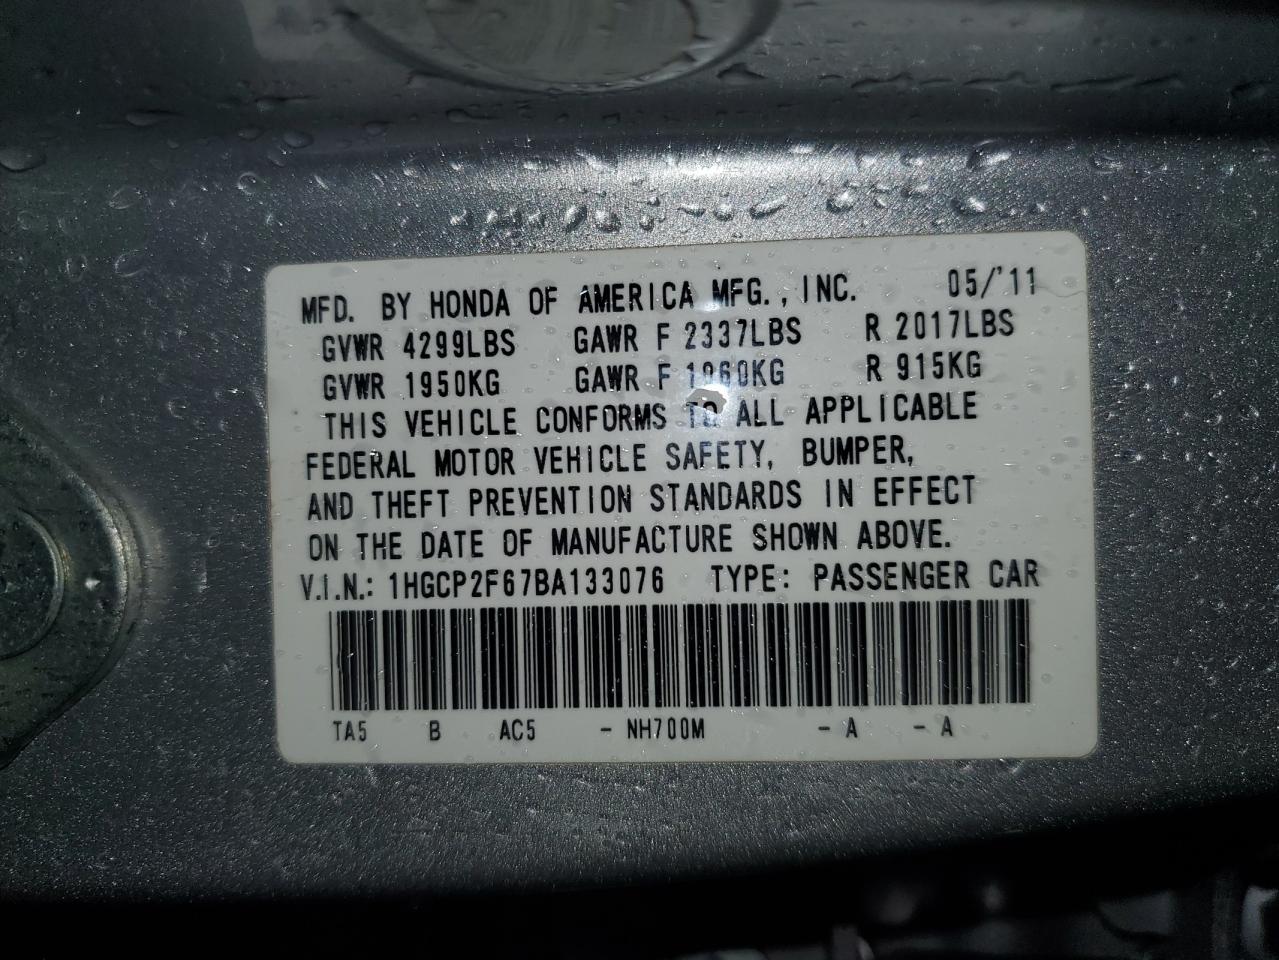 MFD. BY HONDA OF AMERICA MFG., INC. 05/'11
GVWR 4299LBS GAWR F 2337LBS R 2017LBS
GVWR 1950KG GAWR F 1060KG R 915KG
THIS VEHICLE CONFORMS TO ALL APPLICABLE
FEDERAL MOTOR VEHICLE SAFETY, BUMPER,
AND THEFT PREVENTION STANDARDS IN EFFECT
ON THE DATE OF MANUFACTURE SHOWN ABOVE.
V.I.N.: 1HGCP2F67BA133076 TYPE: PASSENGER CAR
TA5 B AC5 - NH700M - A - A